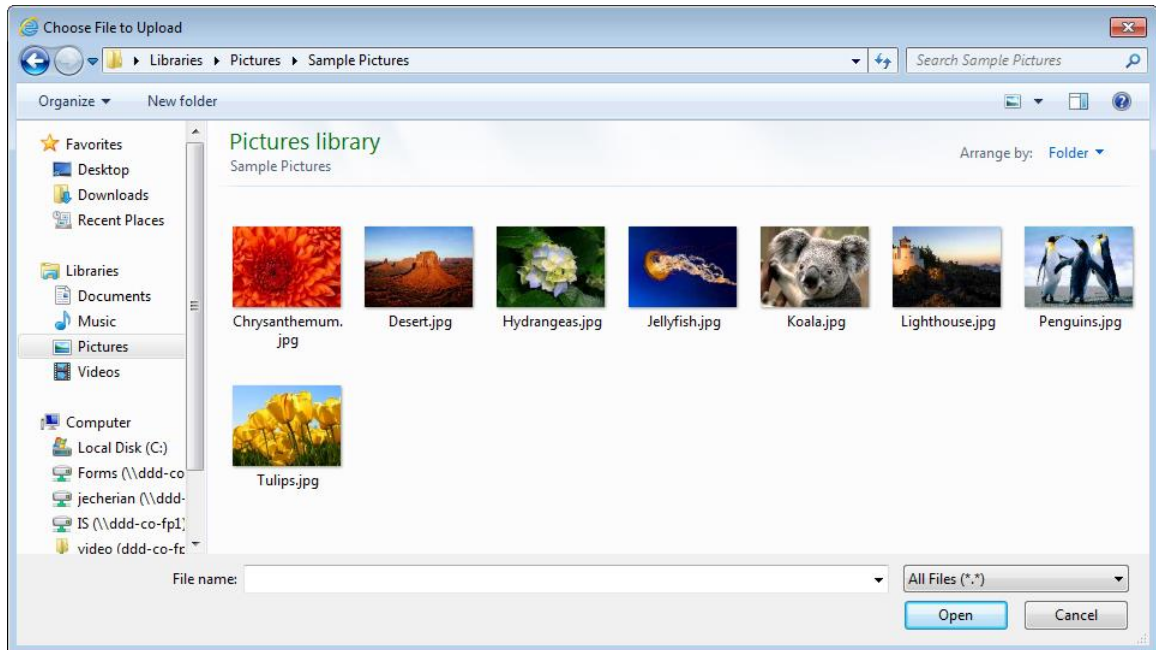 Choose File to Upload
Libraries Pictures Sample Pictures
Search Sample Pictures
Organize New folder
Favorites
Desktop
Downloads
Recent Places
Libraries
Documents
Music
Pictures
Videos
Computer
Local Disk (C:)
Forms (\\ddd-co
jecherian (\\ddd-
IS (\\ddd-co-fp1)
video (ddd-co-fp
Pictures library
Sample Pictures
Arrange by: Folder
Chrysanthemum.
jpg
Desert.jpg
Hydrangeas.jpg
Jellyfish.jpg
Koala.jpg
Lighthouse.jpg
Penguins.jpg
Tulips.jpg
File name:
All Files (*.*)
Open
Cancel